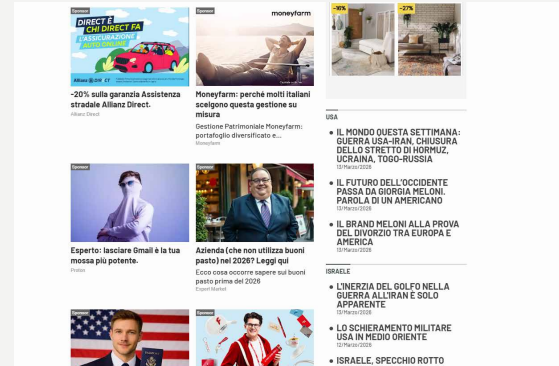 Sponsor
DIRECT È
CHI DIRECT FA
L'ASSICURAZIONE
AUTO ONLINE
Allianz
-20% sulla garanzia Assistenza
stradale Allianz Direct.
Allianz Direct
Sponsor
moneyfarm
Moneyfarm: perché molti italiani
scelgono questa gestione su
misura
Gestione Patrimoniale Moneyfarm:
portafoglio diversificato e...
Moneyfarm
Sponsor
Esperto: lasciare Gmail è la tua
mossa più potente.
Proton
Sponsor
Azienda (che non utilizza buoni
pasto) nel 2026? Leggi qui
Ecco cosa occorre sapere sui buoni
pasto prima del 2026
Export Market
Sponsor
Sponsor
-16%
-27%
USA
IL MONDO QUESTA SETTIMANA:
GUERRA USA-IRAN, CHIUSURA
DELLO STRETTO DI HORMUZ,
UCRAINA, TOGO-RUSSIA
13/Marzo/2026
IL FUTURO DELL'OCCIDENTE
PASSA DA GIORGIA MELONI.
PAROLA DI UN AMERICANO
13/Marzo/2026
IL BRAND MELONI ALLA PROVA
DEL DIVORZIO TRA EUROPA E
AMERICA
13/Marzo/2026
ISRAELE
L'INERZIA DEL GOLFO NELLA
GUERRA ALL'IRAN È SOLO
APPARENTE
13/Marzo/2026
LO SCHIERAMENTO MILITARE
USA IN MEDIO ORIENTE
12/Marzo/2026
ISRAELE, SPECCHIO ROTTO